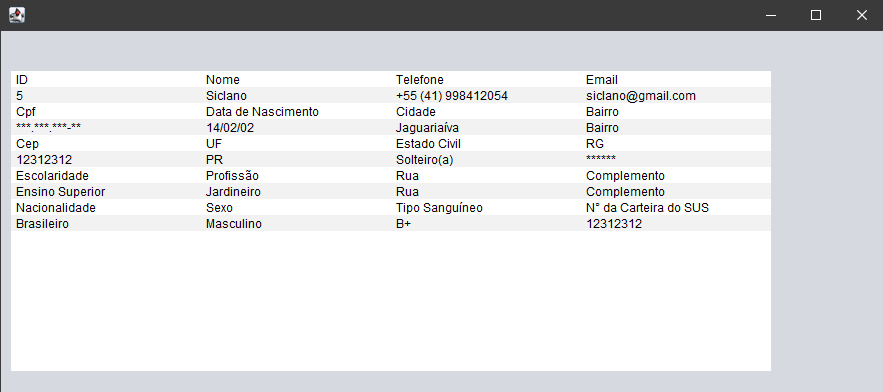 ID Nome Telefone Email
5 Siclano +55 (41) 998412054 siclano@gmail.com
Cpf Data de Nascimento Cidade Bairro
***.***.***-** 14/02/02 Jaguariaíva Bairro
Cep UF Estado Civil RG
12312312 PR Solteiro(a) ******
Escolaridade Profissão Rua Complemento
Ensino Superior Jardineiro Rua Complemento
Nacionalidade Sexo Tipo Sanguíneo N° da Carteira do SUS
Brasileiro Masculino B+ 12312312